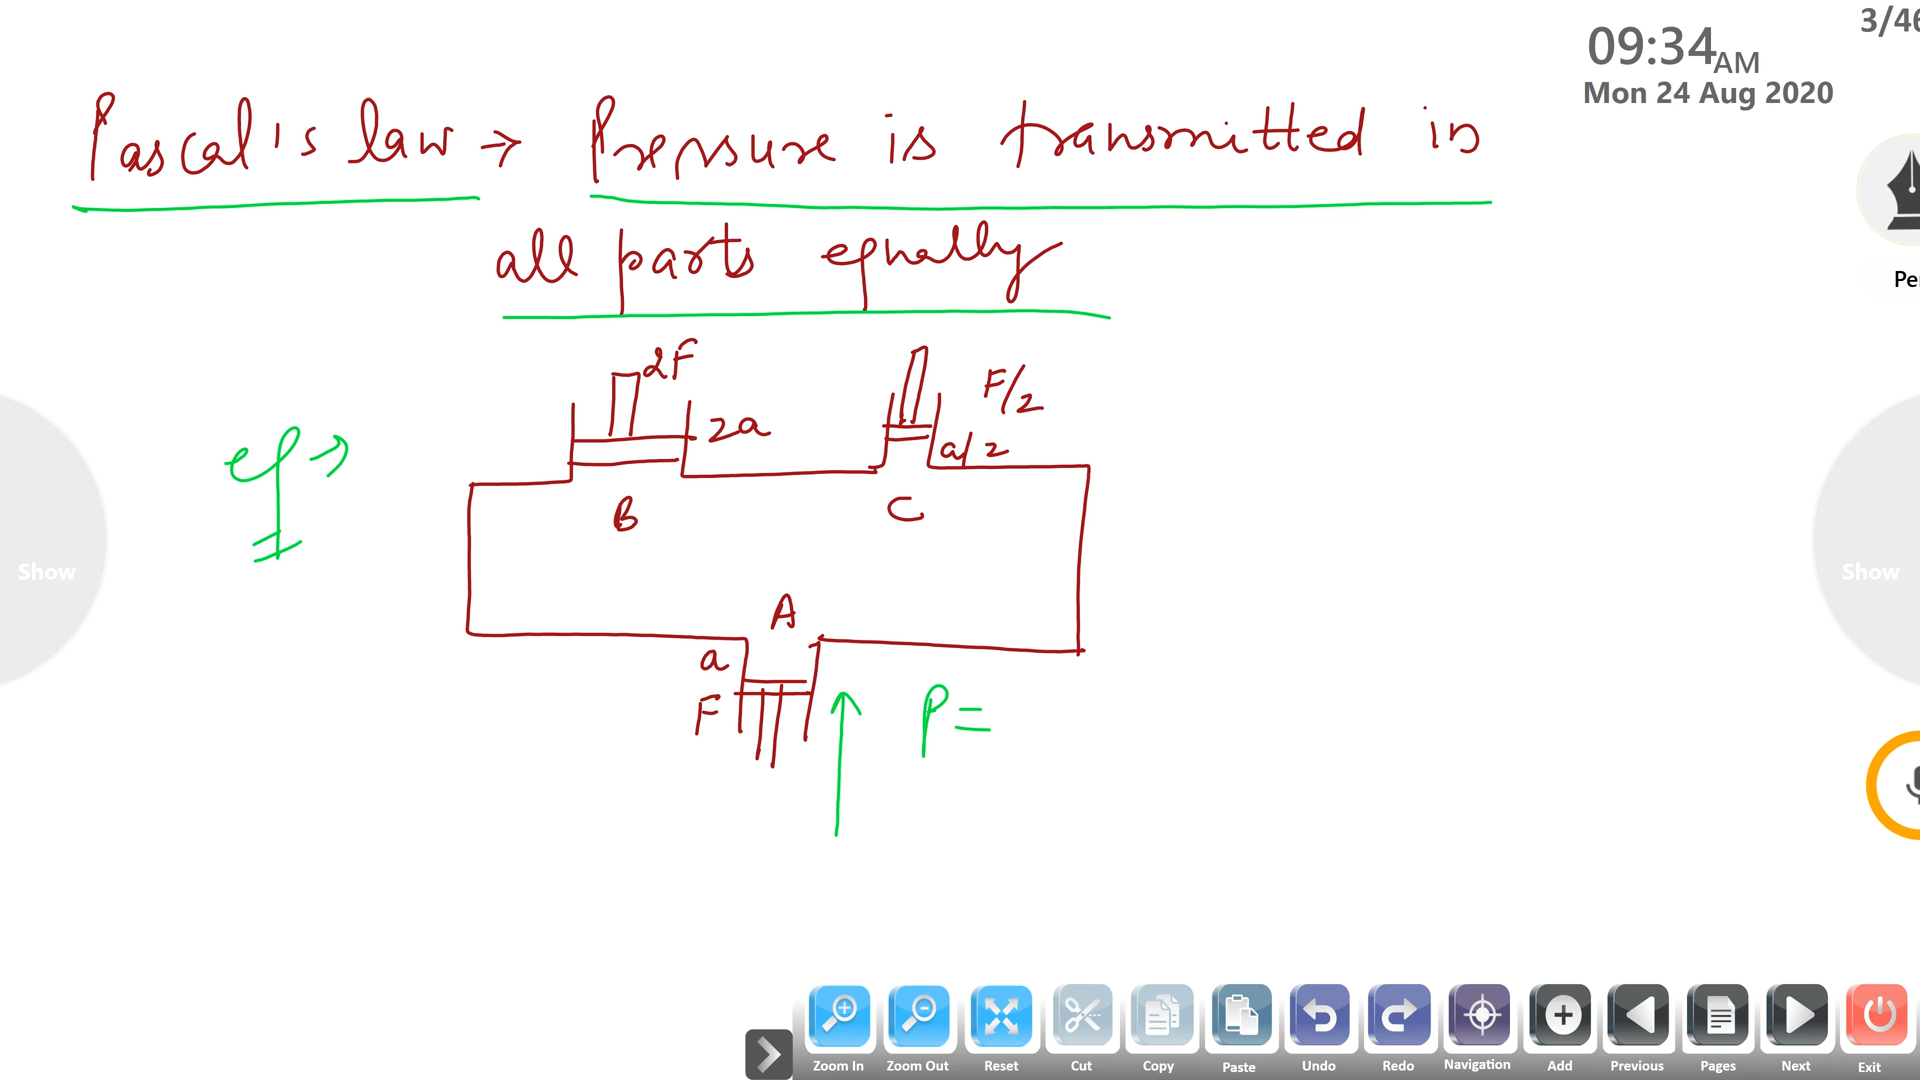 3/46
09:34 AM
Mon 24 Aug 2020
Pascal's law → Pressure is transmitted in
all parts equally
2F
F/2
2a
a/2
B
C
A
a
F
P =
Show
Show
Zoom In
Zoom Out
Reset
Cut
Copy
Paste
Undo
Redo
Navigation
Add
Previous
Pages
Next
Exit